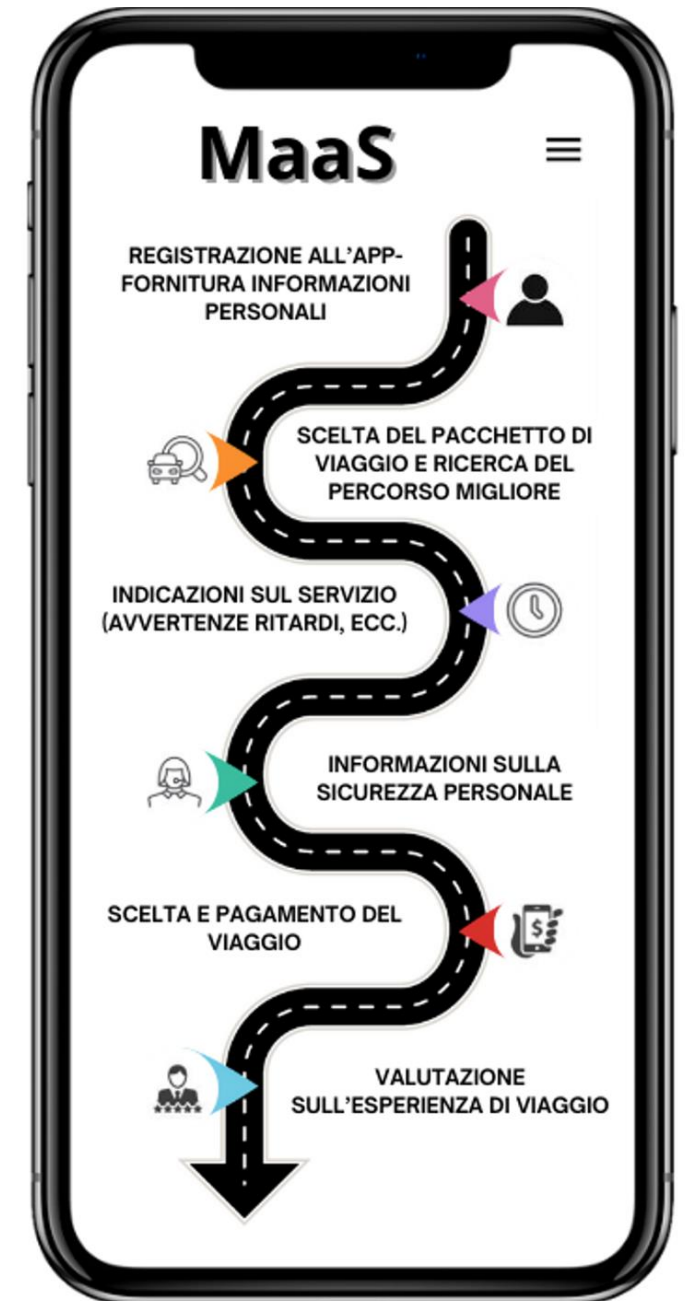 MaaS
REGISTRAZIONE ALL'APP-
FORNITURA INFORMAZIONI
PERSONALI
SCELTA DEL PACCHETTO DI
VIAGGIO E RICERCA DEL
PERCORSO MIGLIORE
INDICAZIONI SUL SERVIZIO
(AVVERTENZE RITARDI, ECC.)
INFORMAZIONI SULLA
SICUREZZA PERSONALE
SCELTA E PAGAMENTO DEL
VIAGGIO
$
VALUTAZIONE
SULL'ESPERIENZA DI VIAGGIO